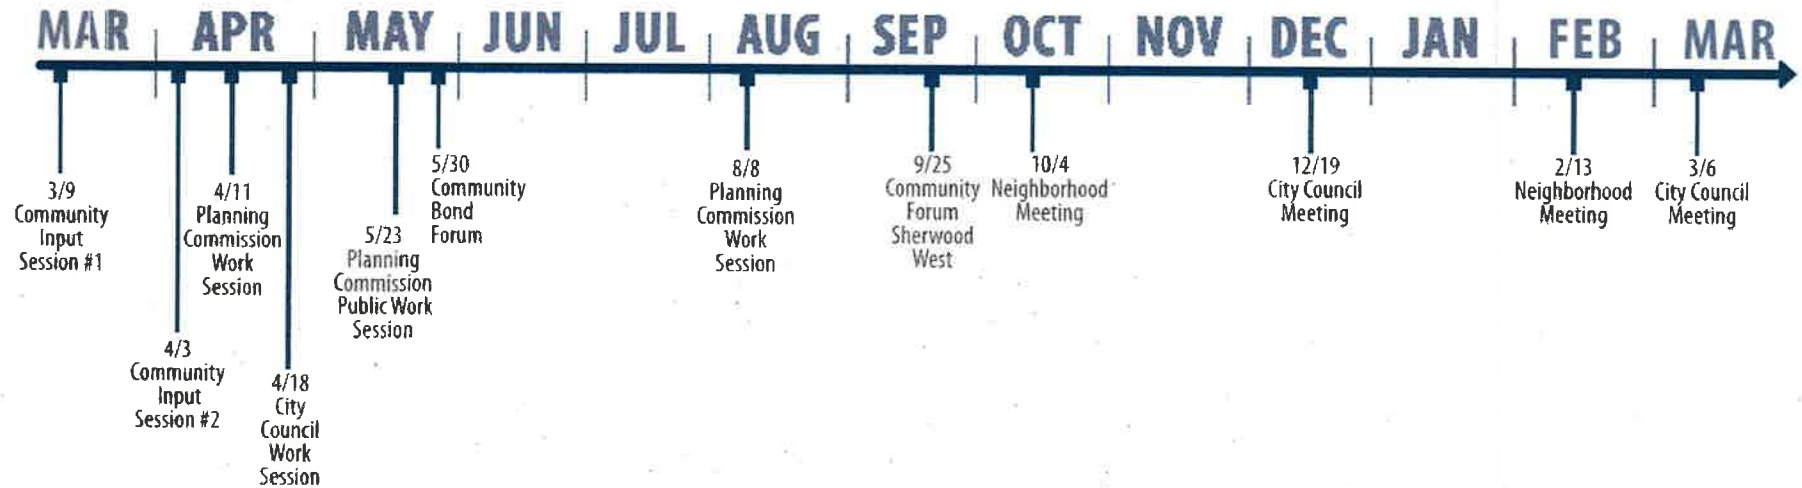 MAR APR MAY JUN JUL AUG SEP OCT NOV DEC JAN FEB MAR
3/9
Community
Input
Session #1
4/3
Community
Input
Session #2
4/11
Planning
Commission
Work
Session
4/18
City
Council
Work
Session
5/23
Planning
Commission
Public Work
Session
5/30
Community
Bond
Forum
8/8
Planning
Commission
Work
Session
9/25
Community
Forum
Sherwood
West
10/4
Neighborhood
Meeting
12/19
City Council
Meeting
2/13
Neighborhood
Meeting
3/6
City Council
Meeting